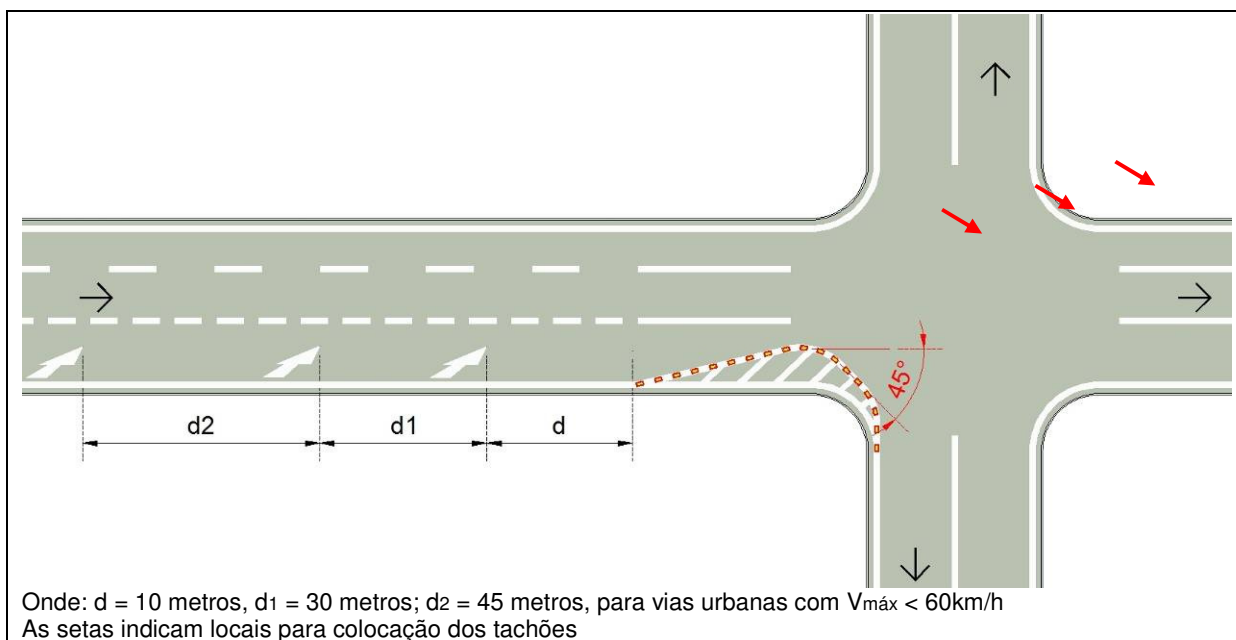 45°
d2 d1 d
Onde: d = 10 metros, d1 = 30 metros; d2 = 45 metros, para vias urbanas com Vmáx < 60km/h
As setas indicam locais para colocação dos tachões